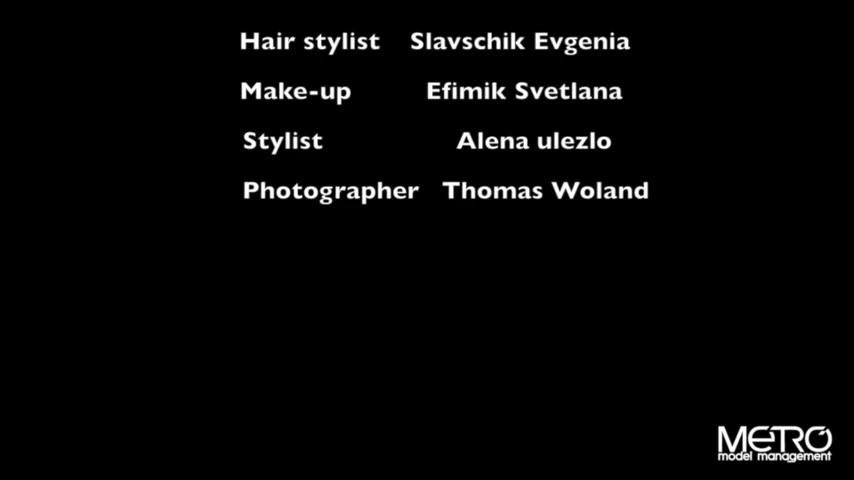 Hair stylist Slavschik Evgenia
Make-up Efimik Svetlana
Stylist Alena ulezlo
Photographer Thomas Woland
METRO
model management